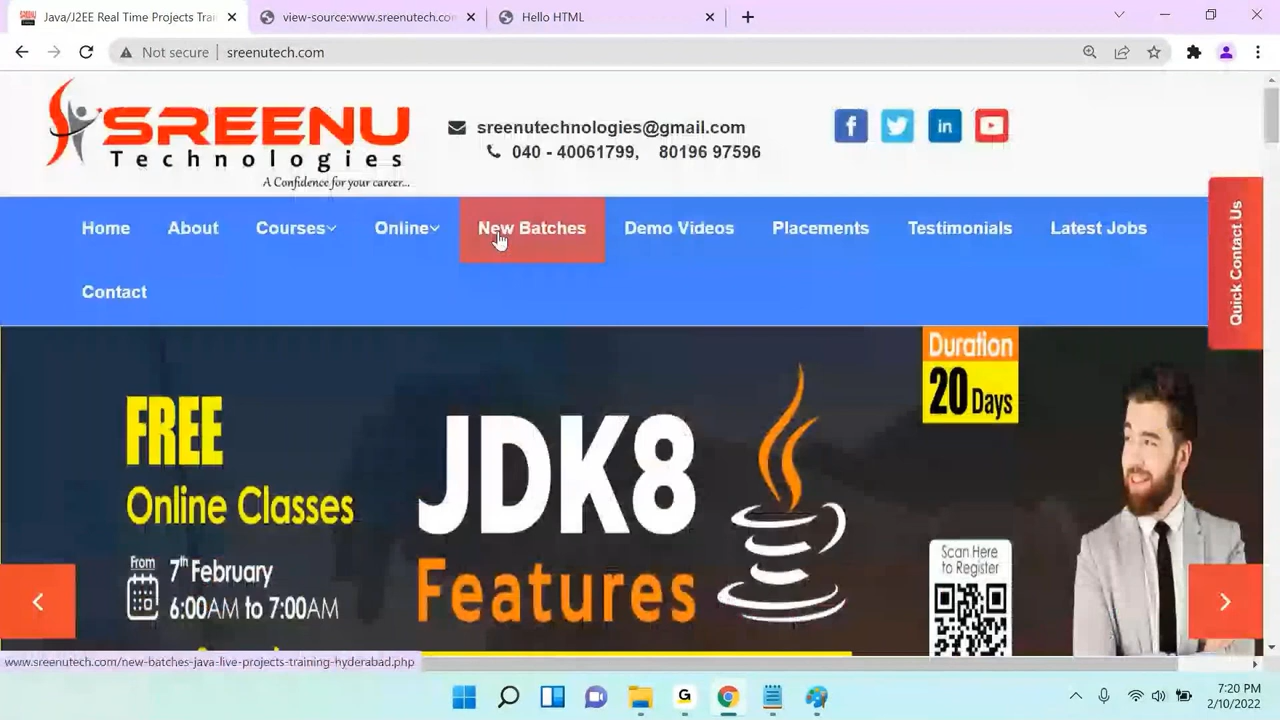 Java/J2EE Real Time Projects Trai
view-source:www.sreenutech.com
Hello HTML
Not secure
sreenutech.com
SREENU
Technologies
A Confidence for your career...
sreenutechnologies@gmail.com
040 - 40061799, 80196 97596
Home
About
Courses
Online
New Batches
Demo Videos
Placements
Testimonials
Latest Jobs
Contact
Quick Contact Us
Duration
20 Days
FREE
Online Classes
JDK8
Features
From
7th February
6:00AM to 7:00AM
Scan Here
to Register
www.sreenutech.com/new-batches-java-live-projects-training-hyderabad.php
7:20 PM
2/10/2022